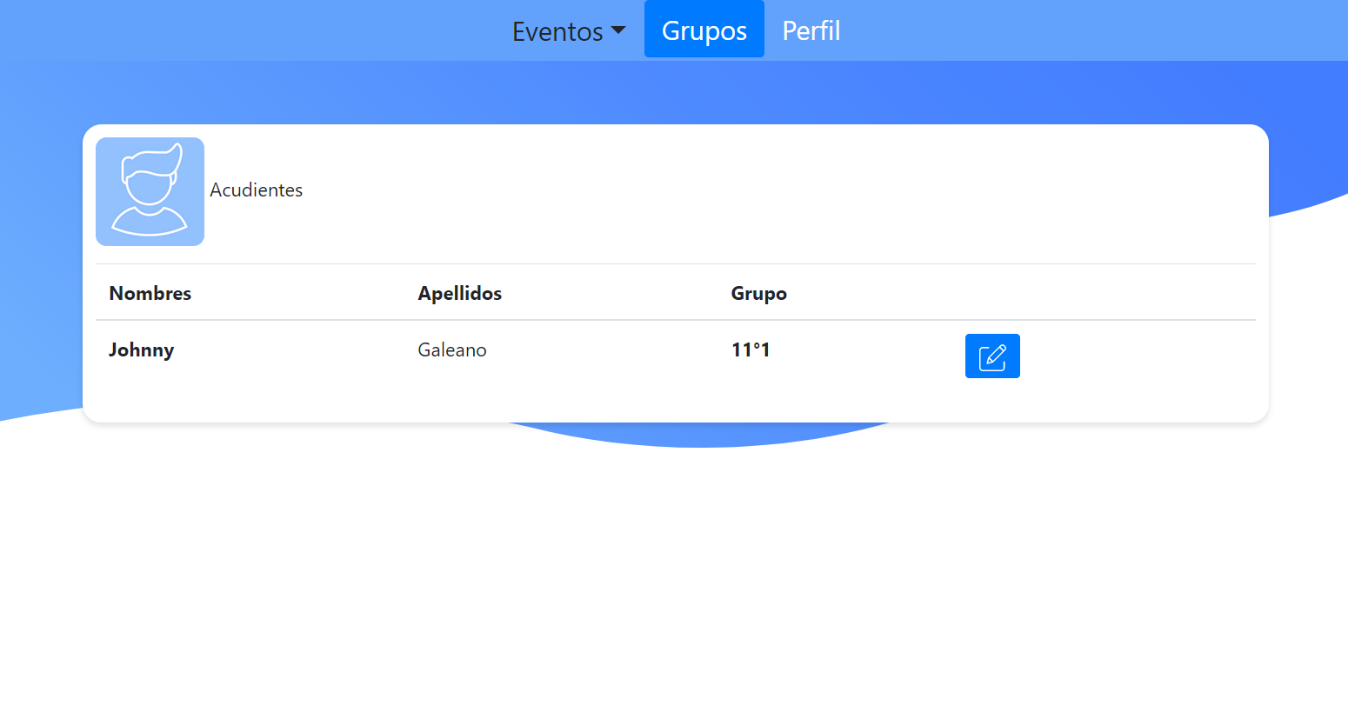 Eventos Grupos Perfil
Acudientes
Nombres Apellidos Grupo
Johnny Galeano 11°1